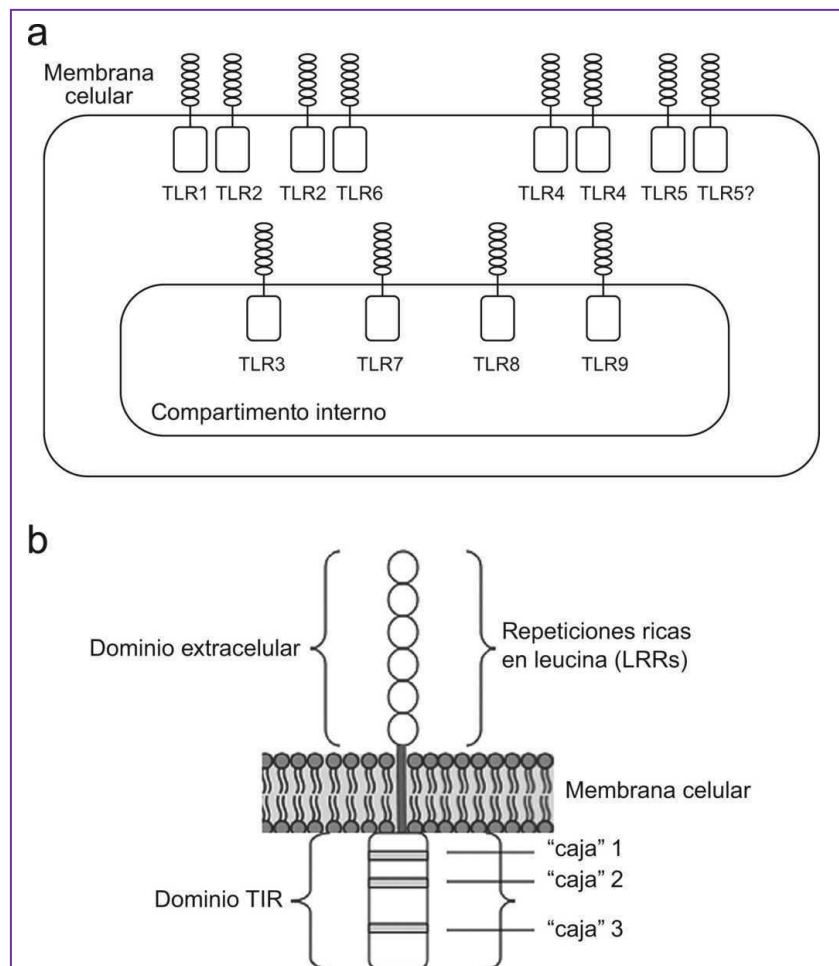 a
Membrana
celular
TLR1 TLR2 TLR2 TLR6 TLR4 TLR4 TLR5 TLR5?
TLR3 TLR7 TLR8 TLR9
Compartimento interno
b
Dominio extracelular
Repeticiones ricas
en leucina (LRRs)
Membrana celular
Dominio TIR
“caja” 1
“caja” 2
“caja” 3